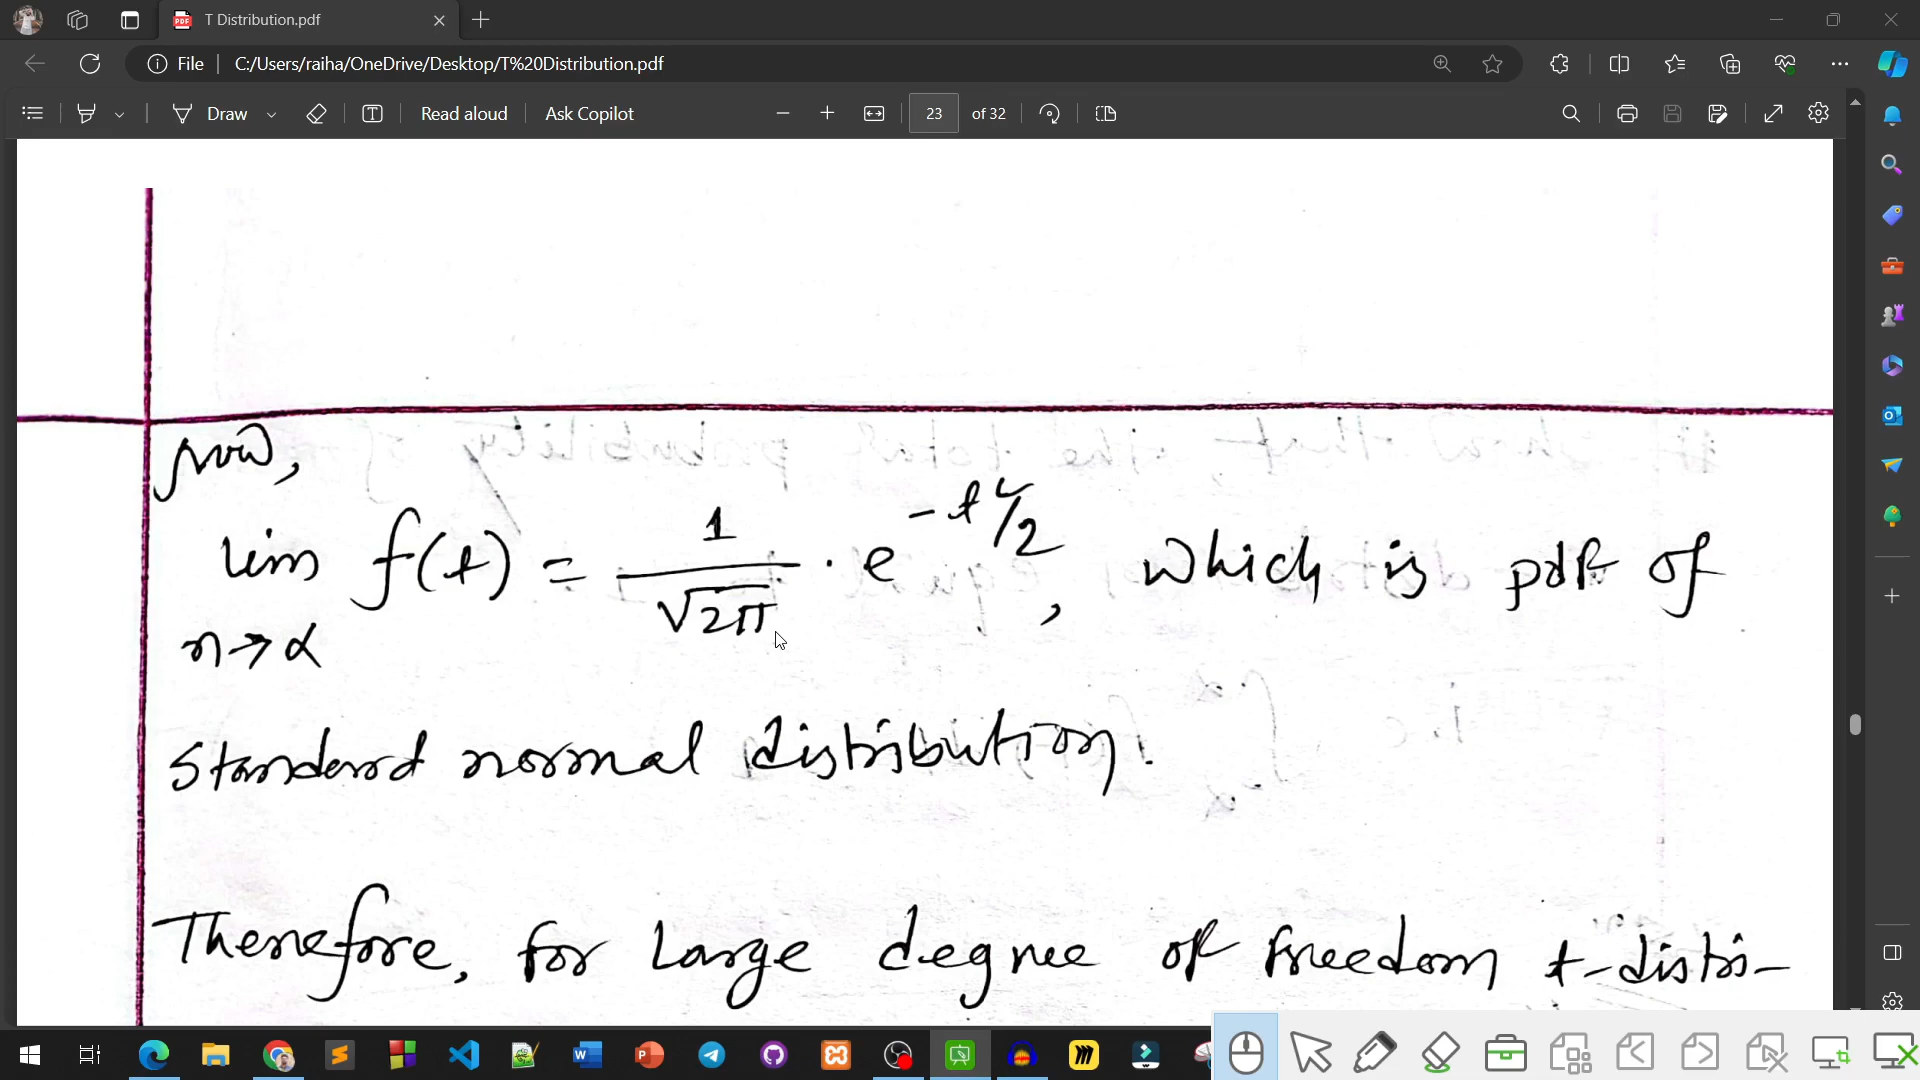 T Distribution.pdf
File | C:/Users/raiha/OneDrive/Desktop/T%20Distribution.pdf
Draw Read aloud Ask Copilot 23 of 32
now,
lim f(t) = 1/√2π · e^-t²/2, which is pdf of
n→α
standard normal distribution.
Therefore, for large degree of freedom t-distri-